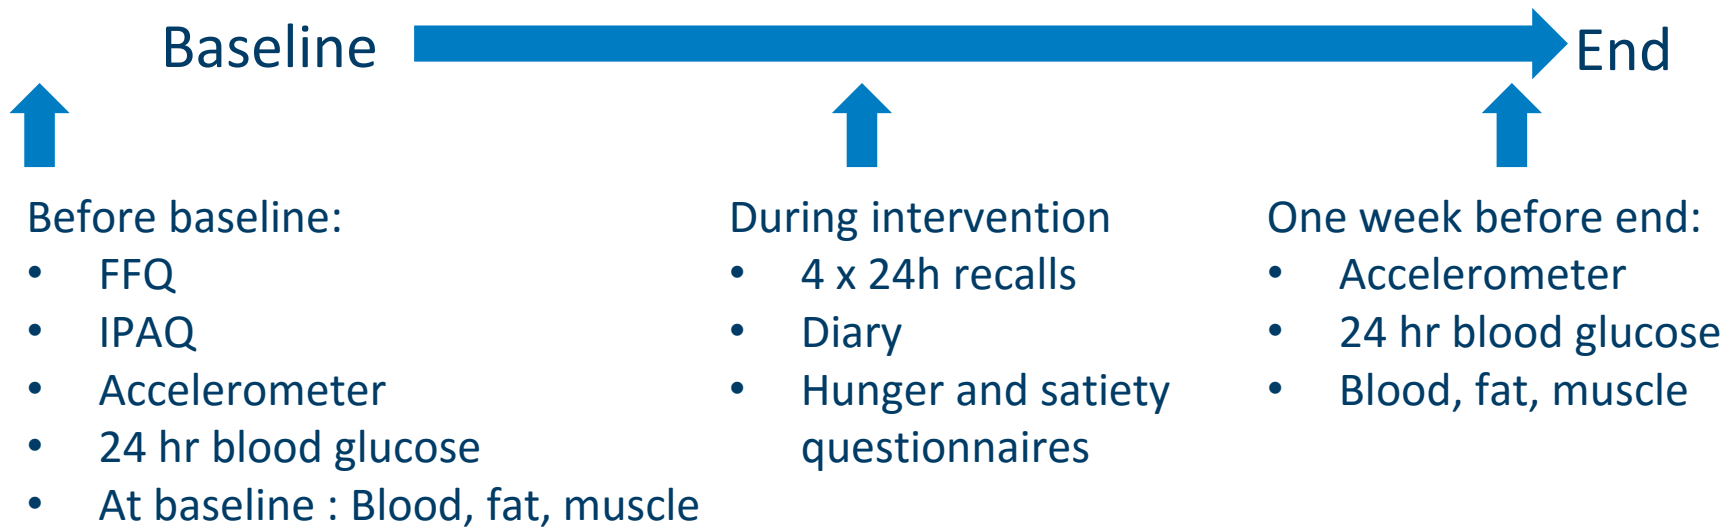 Baseline
End
Before baseline:
• FFQ
• IPAQ
• Accelerometer
• 24 hr blood glucose
• At baseline : Blood, fat, muscle
During intervention
• 4 x 24h recalls
• Diary
• Hunger and satiety
questionnaires
One week before end:
• Accelerometer
• 24 hr blood glucose
• Blood, fat, muscle